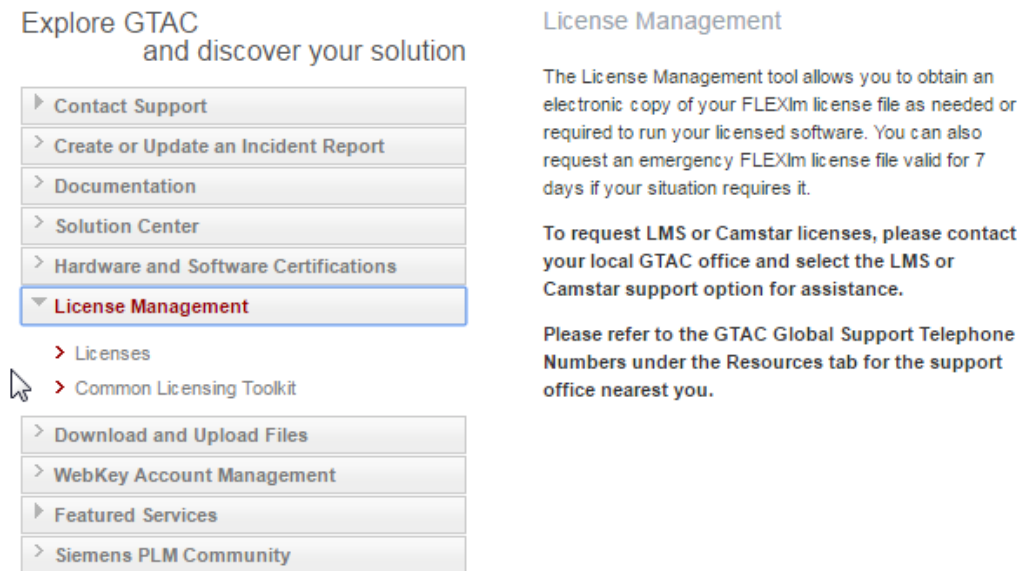 Explore GTAC
and discover your solution
Contact Support
Create or Update an Incident Report
Documentation
Solution Center
Hardware and Software Certifications
License Management
Licenses
Common Licensing Toolkit
Download and Upload Files
WebKey Account Management
Featured Services
Siemens PLM Community
License Management
The License Management tool allows you to obtain an
electronic copy of your FLEXlm license file as needed or
required to run your licensed software. You can also
request an emergency FLEXlm license file valid for 7
days if your situation requires it.
To request LMS or Camstar licenses, please contact
your local GTAC office and select the LMS or
Camstar support option for assistance.
Please refer to the GTAC Global Support Telephone
Numbers under the Resources tab for the support
office nearest you.